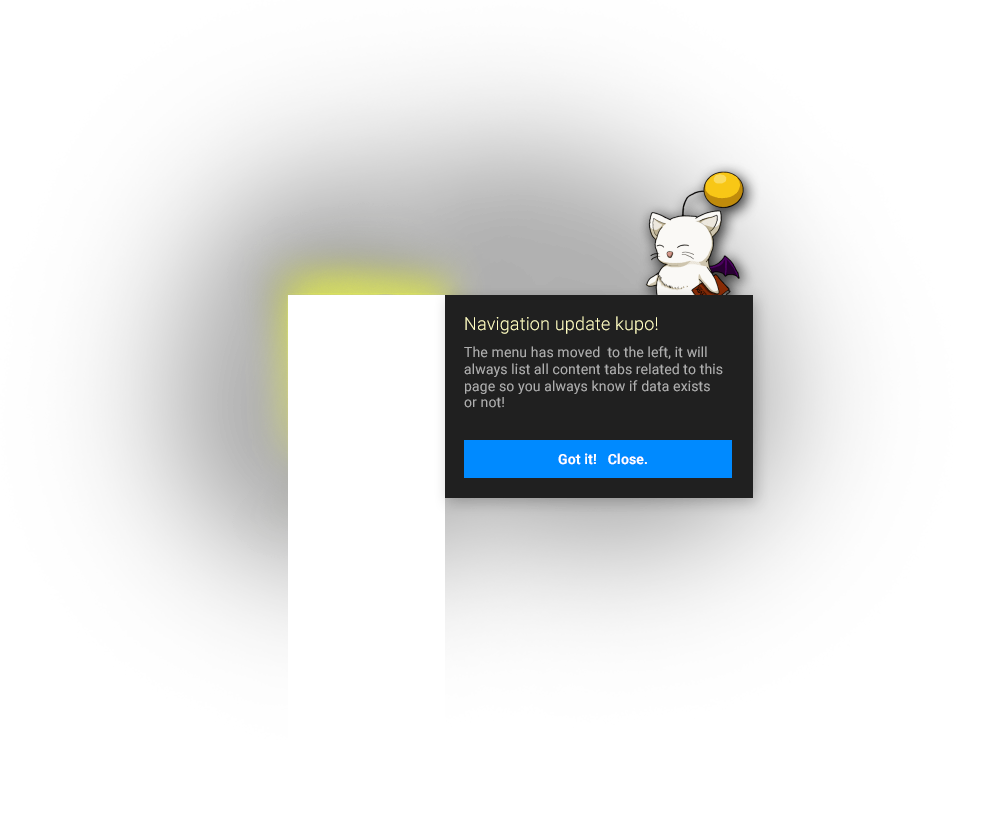 Navigation update kupo!
The menu has moved  to the left, it will
always list all content tabs related to this
page so you always know if data exists
or not!
Got it!   Close.